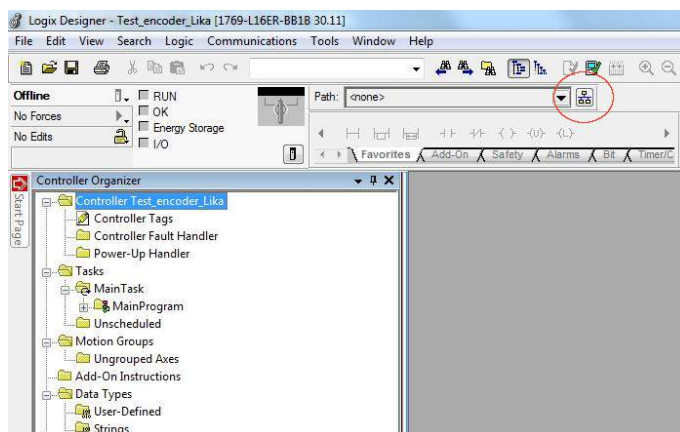 Logix Designer - Test_encoder_Lika [1769-L16ER-BB1B 30.11]
File Edit View Search Logic Communications Tools Window Help
Offline RUN Path: <none>
No Forces OK
No Edits Energy Storage
I/O
Favorites Add-On Safety Alarms Bit Timer/C
Start Page
Controller Organizer
Controller Test_encoder_Lika
Controller Tags
Controller Fault Handler
Power-Up Handler
Tasks
MainTask
MainProgram
Unscheduled
Motion Groups
Ungrouped Axes
Add-On Instructions
Data Types
User-Defined
Strings